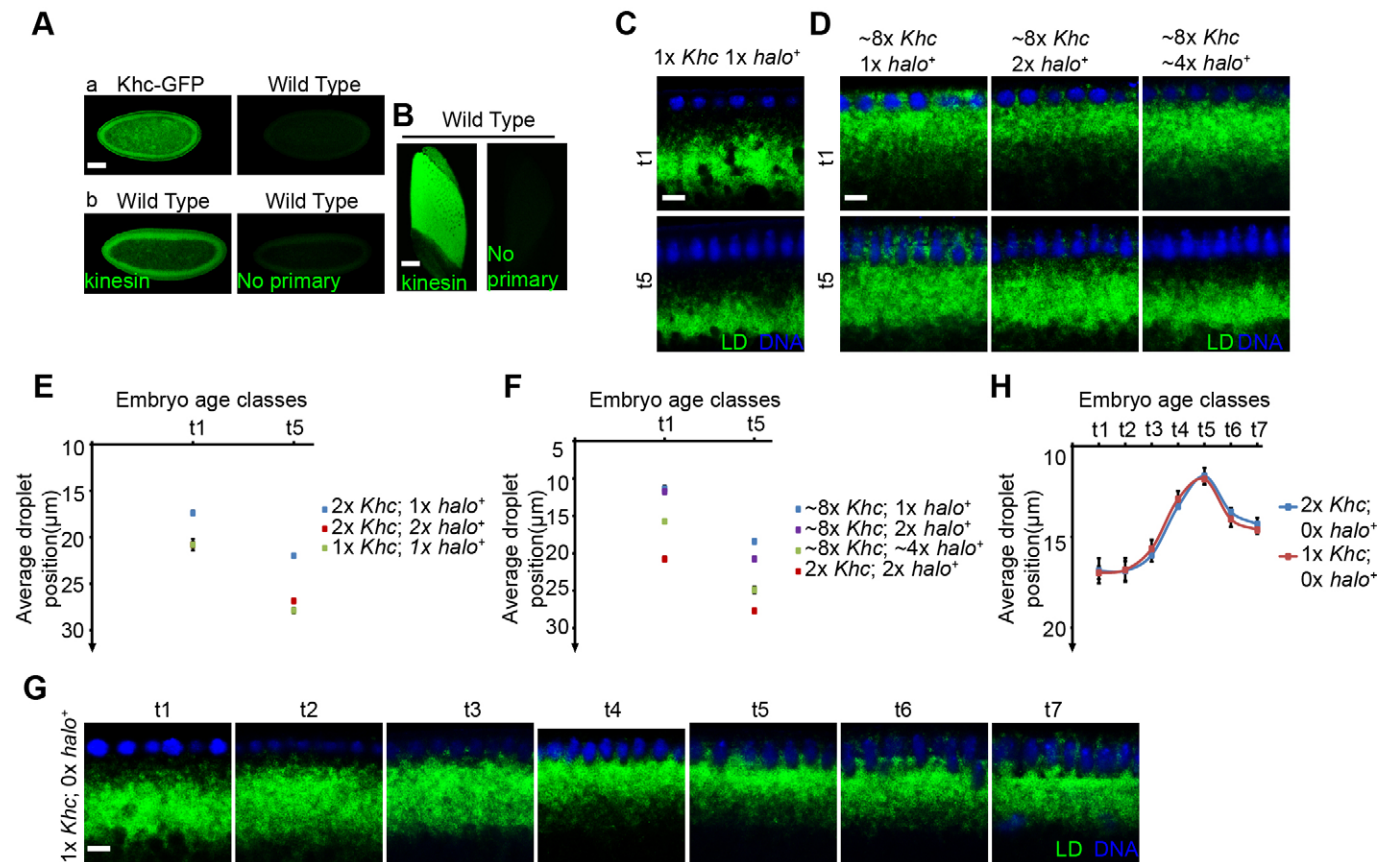 A
a Khc-GFP Wild Type
b Wild Type Wild Type
kinesin No primary
B
Wild Type
kinesin No primary
C
1x Khc 1x halo⁺
t1
t5
LD DNA
D
~8x Khc 1x halo⁺
~8x Khc 2x halo⁺
~8x Khc ~4x halo⁺
t1
t5
LD DNA
E
Embryo age classes
t1 t5
10
15
20
25
30
Average droplet position(µm)
2x Khc; 1x halo⁺
2x Khc; 2x halo⁺
1x Khc; 1x halo⁺
F
Embryo age classes
t1 t5
5
10
15
20
25
30
Average droplet position(µm)
~8x Khc; 1x halo⁺
~8x Khc; 2x halo⁺
~8x Khc; ~4x halo⁺
2x Khc; 2x halo⁺
H
Embryo age classes
t1 t2 t3 t4 t5 t6 t7
10
15
20
Average droplet position(µm)
2x Khc; 0x halo⁺
1x Khc; 0x halo⁺
G
t1 t2 t3 t4 t5 t6 t7
1x Khc; 0x halo⁺
LD DNA